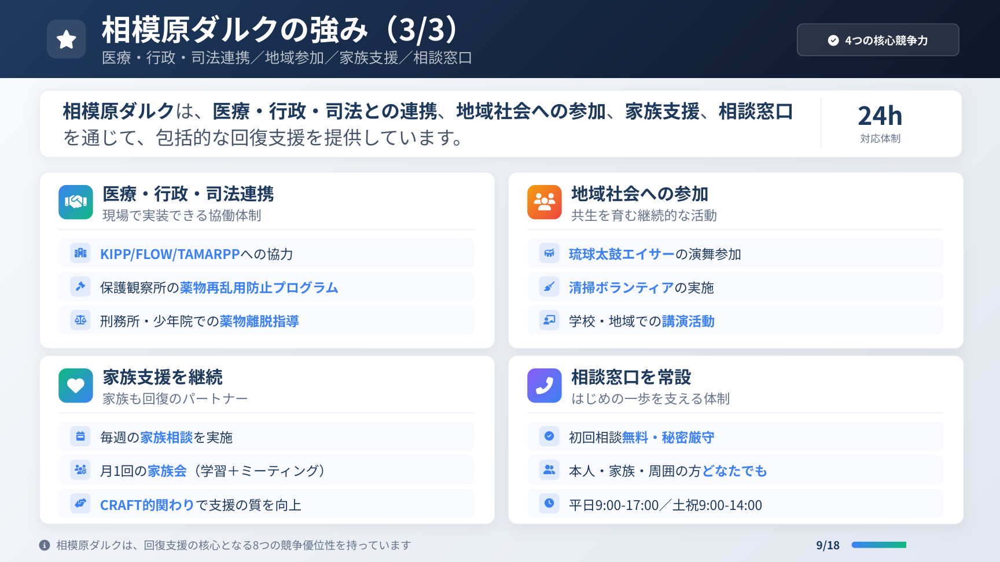 相模原ダルクの強み（3/3）
医療・行政・司法連携／地域参加／家族支援／相談窓口
4つの核心競争力
相模原ダルクは、医療・行政・司法との連携、地域社会への参加、家族支援、相談窓口
を通じて、包括的な回復支援を提供しています。
24h
対応体制
医療・行政・司法連携
現場で実装できる協働体制
KIPP/FLOW/TAMARPPへの協力
保護観察所の薬物再乱用防止プログラム
刑務所・少年院での薬物離脱指導
地域社会への参加
共生を育む継続的な活動
琉球太鼓エイサーの演舞参加
清掃ボランティアの実施
学校・地域での講演活動
家族支援を継続
家族も回復のパートナー
毎週の家族相談を実施
月1回の家族会（学習＋ミーティング）
CRAFT的関わりで支援の質を向上
相談窓口を常設
はじめの一歩を支える体制
初回相談無料・秘密厳守
本人・家族・周囲の方どなたでも
平日9:00-17:00／土祝9:00-14:00
相模原ダルクは、回復支援の核心となる8つの競争優位性を持っています
9/18